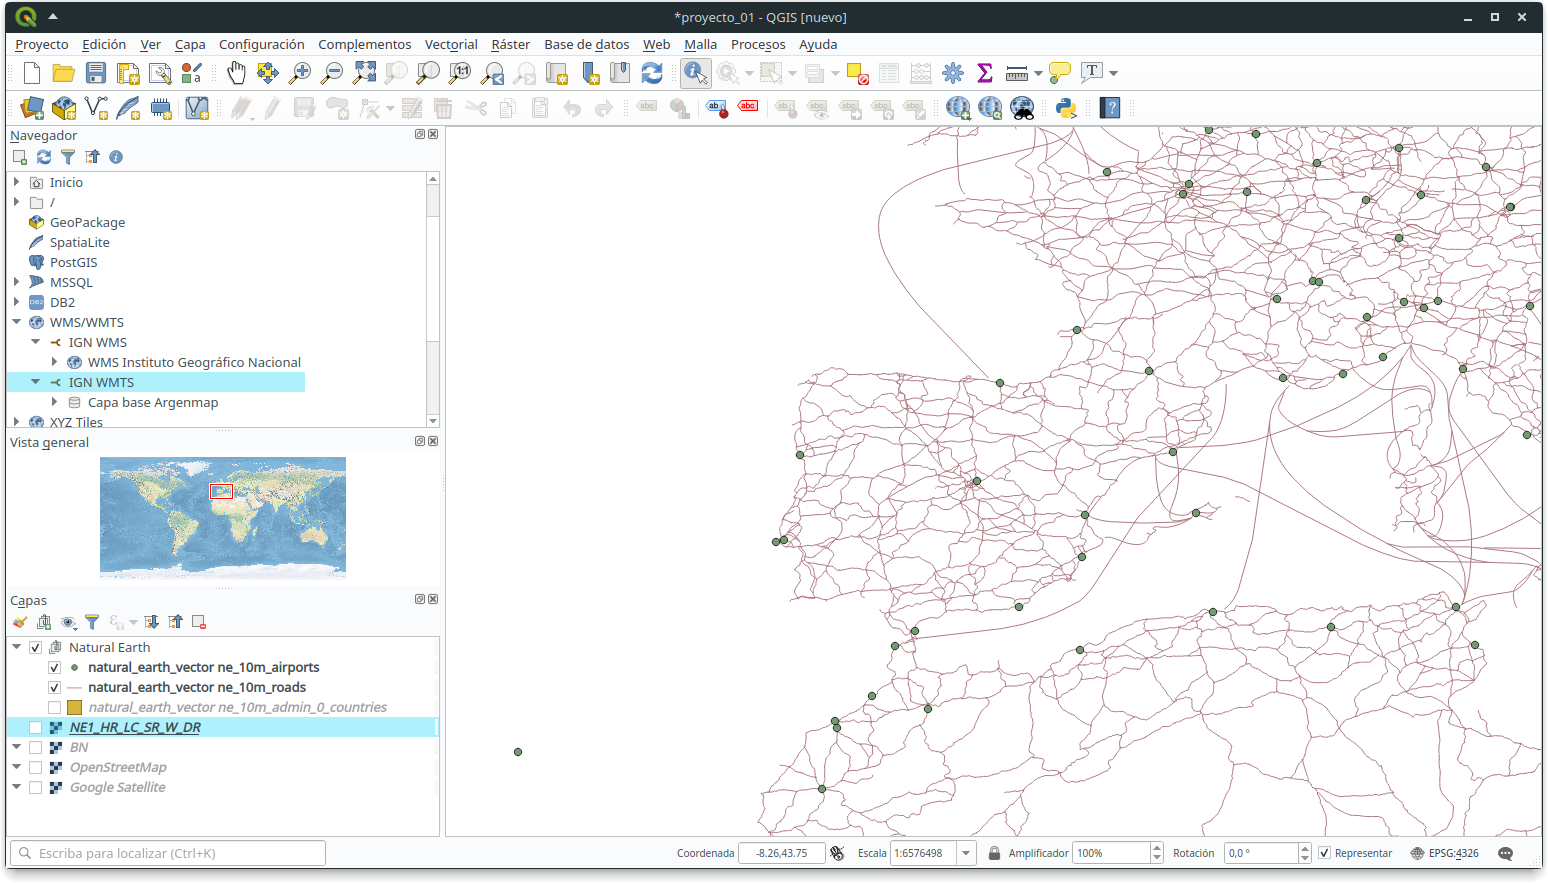 *proyecto_01 - QGIS [nuevo]
Proyecto Edición Ver Capa Configuración Complementos Vectorial Ráster Base de datos Web Malla Procesos Ayuda
Navegador
Inicio
/
GeoPackage
SpatiaLite
PostGIS
MSSQL
DB2
WMS/WMTS
IGN WMS
WMS Instituto Geográfico Nacional
IGN WMTS
Capa base Argenmap
XYZ Tiles
Vista general
Capas
Natural Earth
natural_earth_vector ne_10m_airports
natural_earth_vector ne_10m_roads
natural_earth_vector ne_10m_admin_0_countries
NE1_HR_LC_SR_W_DR
BN
OpenStreetMap
Google Satellite
Escriba para localizar (Ctrl+K) Coordenada -8.26,43.75 Escala 1:6576498 Amplificador 100% Rotación 0,0 ° Representar EPSG:4326